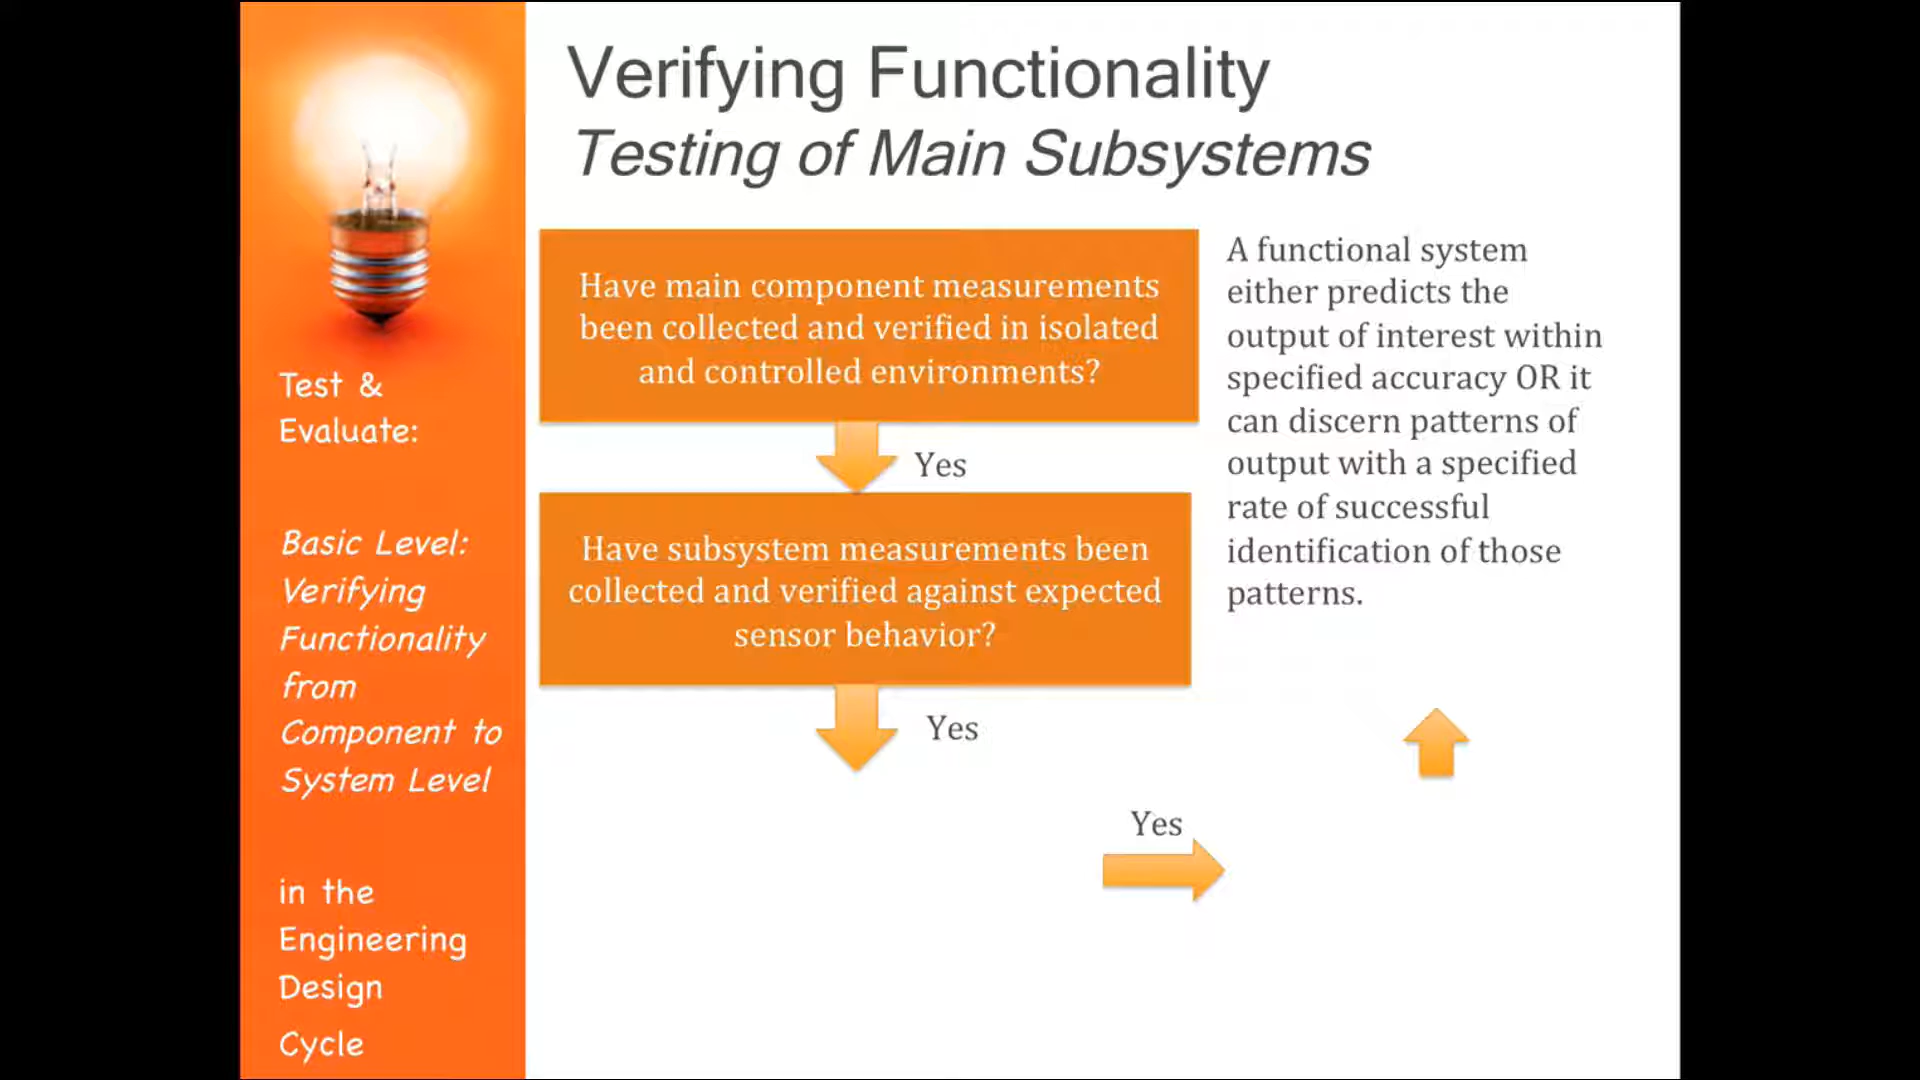 Verifying Functionality
Testing of Main Subsystems
Test &
Evaluate:
Basic Level:
Verifying
Functionality
from
Component to
System Level
in the
Engineering
Design
Cycle
Have main component measurements
been collected and verified in isolated
and controlled environments?
Yes
Have subsystem measurements been
collected and verified against expected
sensor behavior?
Yes
Yes
A functional system
either predicts the
output of interest within
specified accuracy OR it
can discern patterns of
output with a specified
rate of successful
identification of those
patterns.